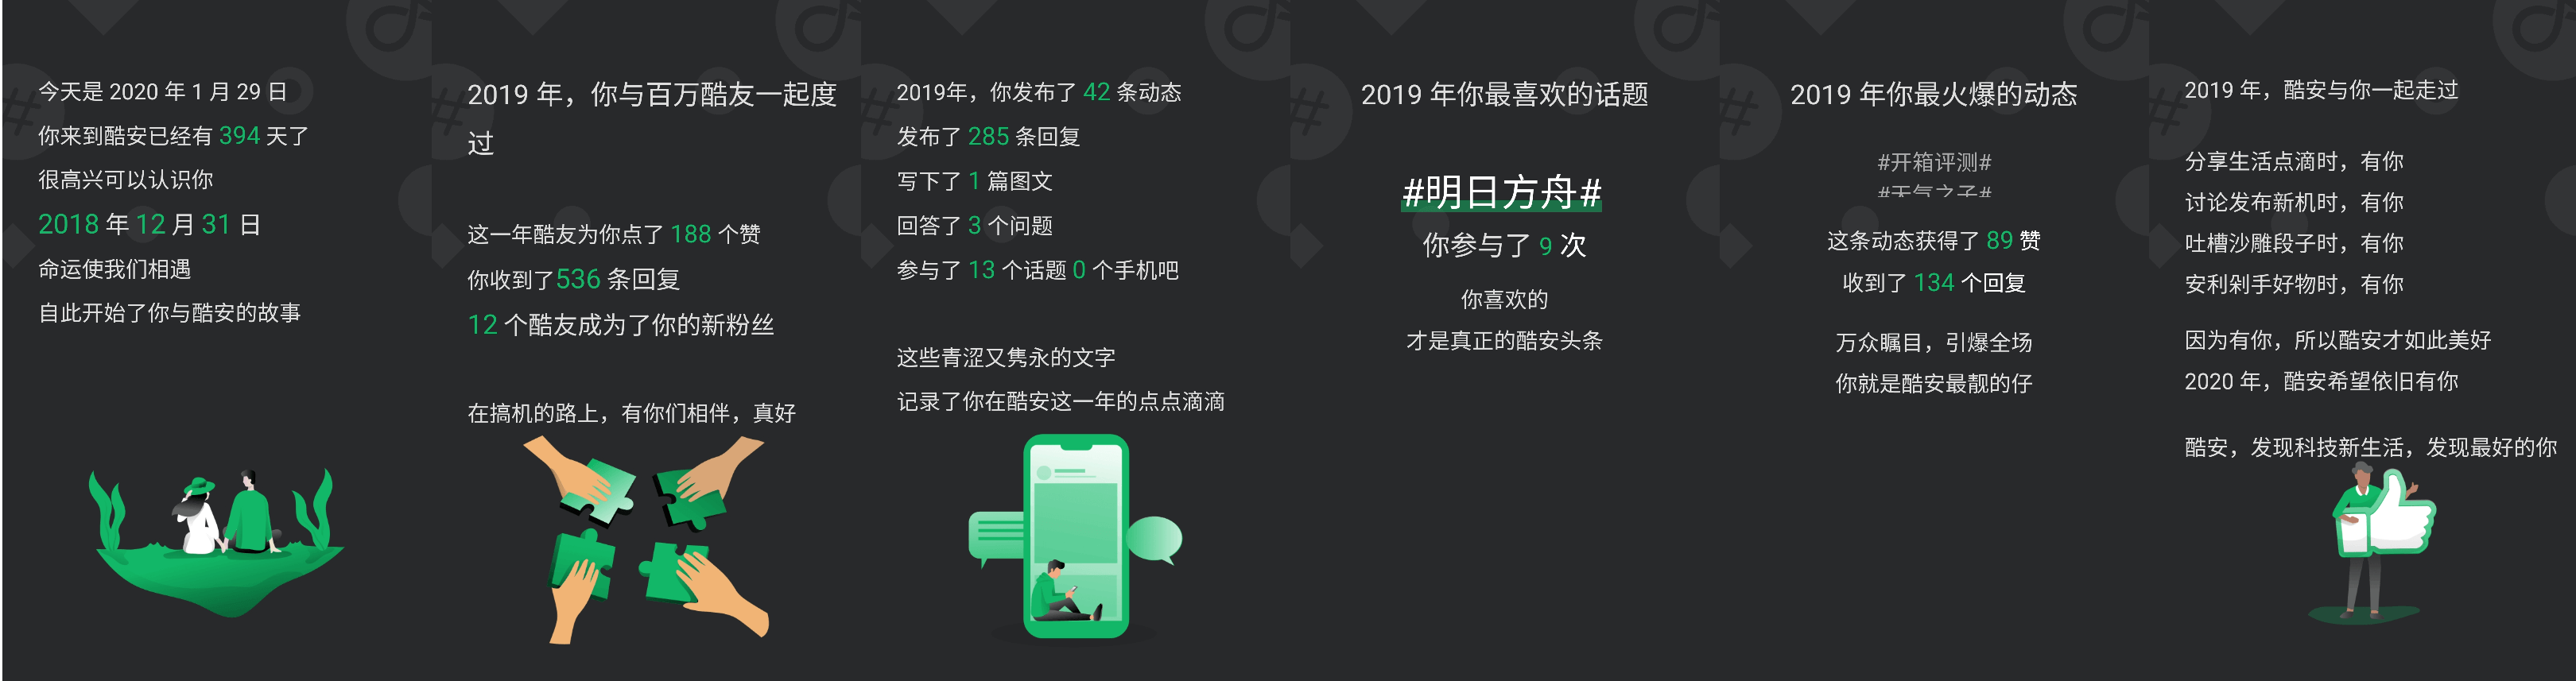 今天是 2020 年 1 月 29 日
你来到酷安已经有 394 天了
很高兴可以认识你
2018 年 12 月 31 日
命运使我们相遇
自此开始了你与酷安的故事
2019 年，你与百万酷友一起度
过
这一年酷友为你点了 188 个赞
你收到了536 条回复
12 个酷友成为了你的新粉丝
在搞机的路上，有你们相伴，真好
2019年，你发布了 42 条动态
发布了 285 条回复
写下了 1 篇图文
回答了 3 个问题
参与了 13 个话题 0 个手机吧
这些青涩又隽永的文字
记录了你在酷安这一年的点点滴滴
2019 年你最喜欢的话题
#明日方舟#
你参与了 9 次
你喜欢的
才是真正的酷安头条
2019 年你最火爆的动态
#开箱评测#
#天气之子#
这条动态获得了 89 赞
收到了 134 个回复
万众瞩目，引爆全场
你就是酷安最靓的仔
2019 年，酷安与你一起走过
分享生活点滴时，有你
讨论发布新机时，有你
吐槽沙雕段子时，有你
安利剁手好物时，有你
因为有你，所以酷安才如此美好
2020 年，酷安希望依旧有你
酷安，发现科技新生活，发现最好的你